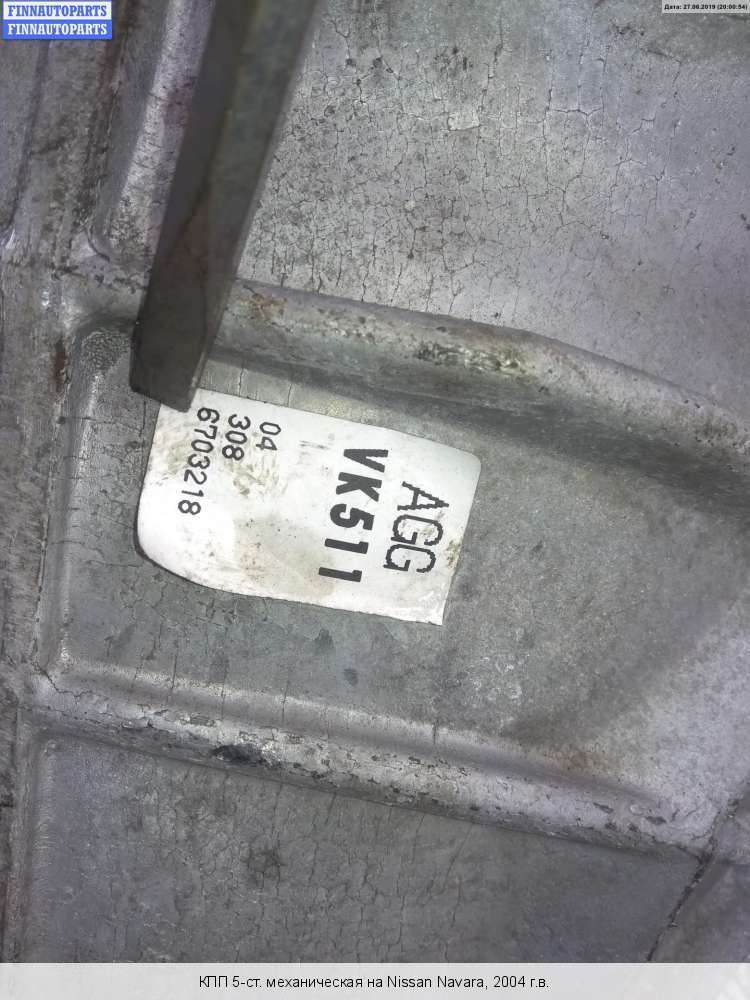 FINNAUTOPARTS
FINNAUTOPARTS
Дата: 27.06.2019 (20:00:54)
AGG
VK511
04
308
6703218
КПП 5-ст. механическая на Nissan Navara, 2004 г.в.